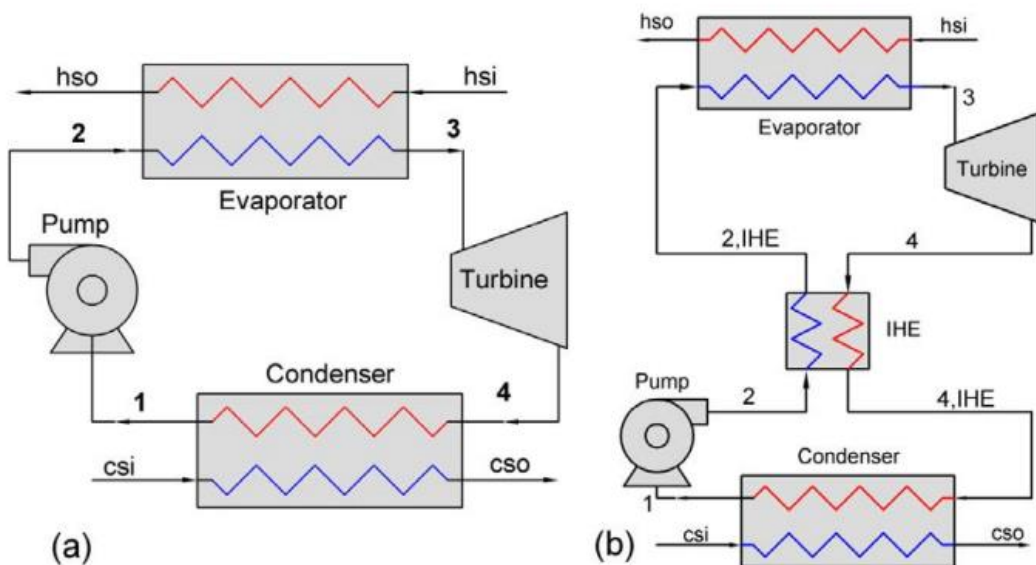 hso
hsi
2
3
Evaporator
Pump
Turbine
Condenser
1
4
csi
cso
(a)
hso
hsi
3
Evaporator
Turbine
2,IHE
4
IHE
Pump
2
4,IHE
Condenser
1
csi
cso
(b)